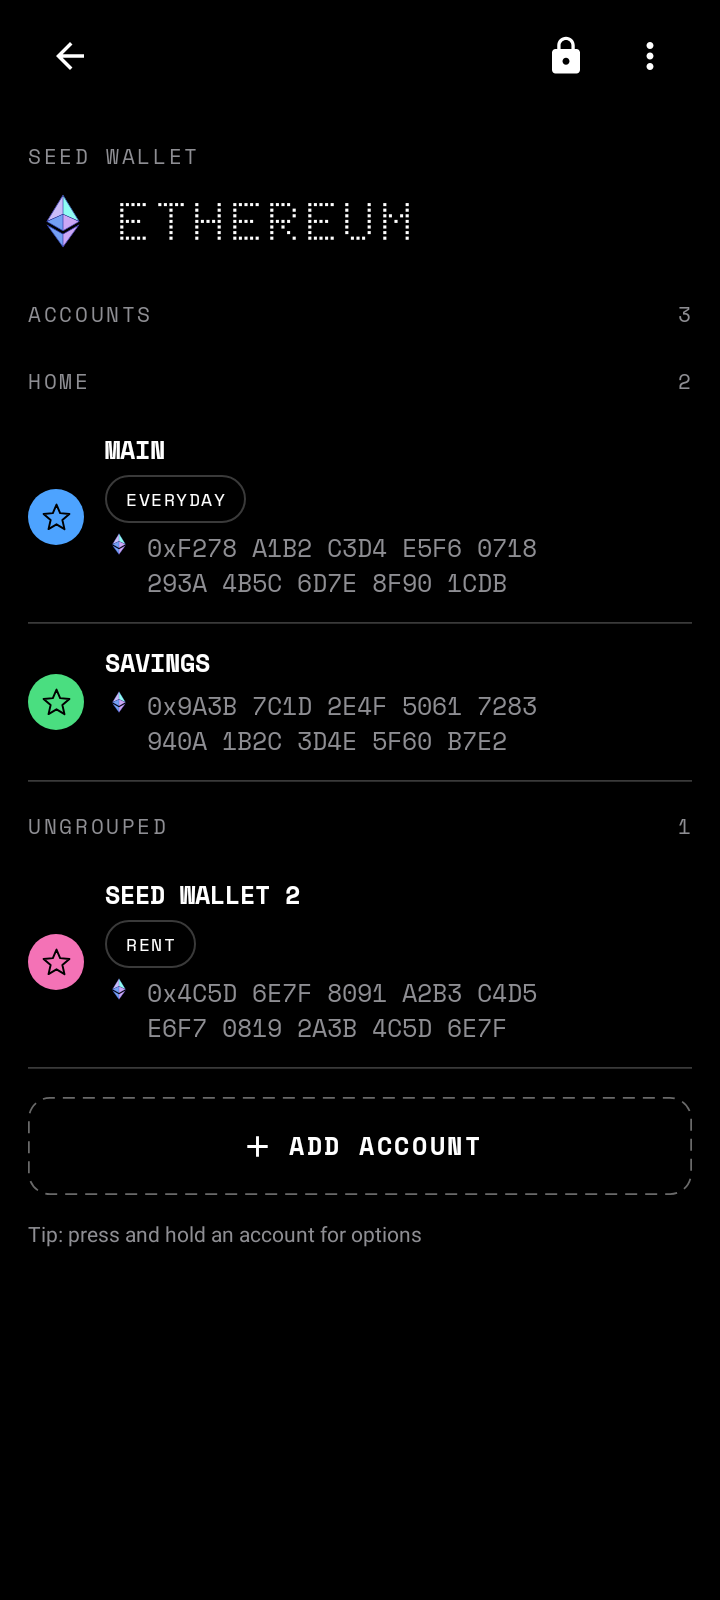 SEED WALLET
ETHEREUM
ACCOUNTS 3
HOME 2
MAIN
EVERYDAY
0xF278 A1B2 C3D4 E5F6 0718
293A 4B5C 6D7E 8F90 1CDB
SAVINGS
0x9A3B 7C1D 2E4F 5061 7283
940A 1B2C 3D4E 5F60 B7E2
UNGROUPED 1
SEED WALLET 2
RENT
0x4C5D 6E7F 8091 A2B3 C4D5
E6F7 0819 2A3B 4C5D 6E7F
+ ADD ACCOUNT
Tip: press and hold an account for options